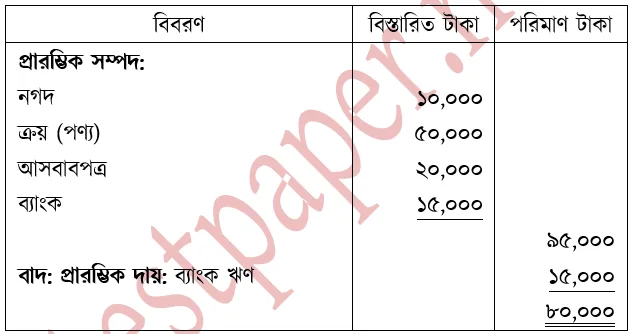 বিবরণ বিস্তারিত টাকা পরিমাণ টাকা
প্রারম্ভিক সম্পদ:
নগদ ১০,০০০
ক্রয় (পণ্য) ৫০,০০০
আসবাবপত্র ২০,০০০
ব্যাংক ১৫,০০০
৯৫,০০০
বাদ: প্রারম্ভিক দায়: ব্যাংক ঋণ ১৫,০০০
৮০,০০০